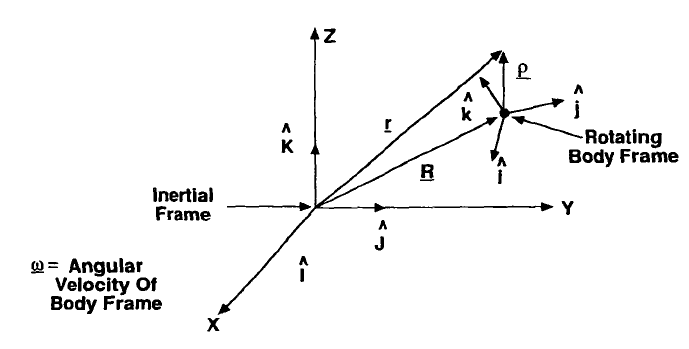 Z
ρ
^
k
^
j
r
^
K
Rotating
Body Frame
^
i
R
Inertial
Frame
Y
^
J
^
I
ω = Angular
Velocity Of
Body Frame
X